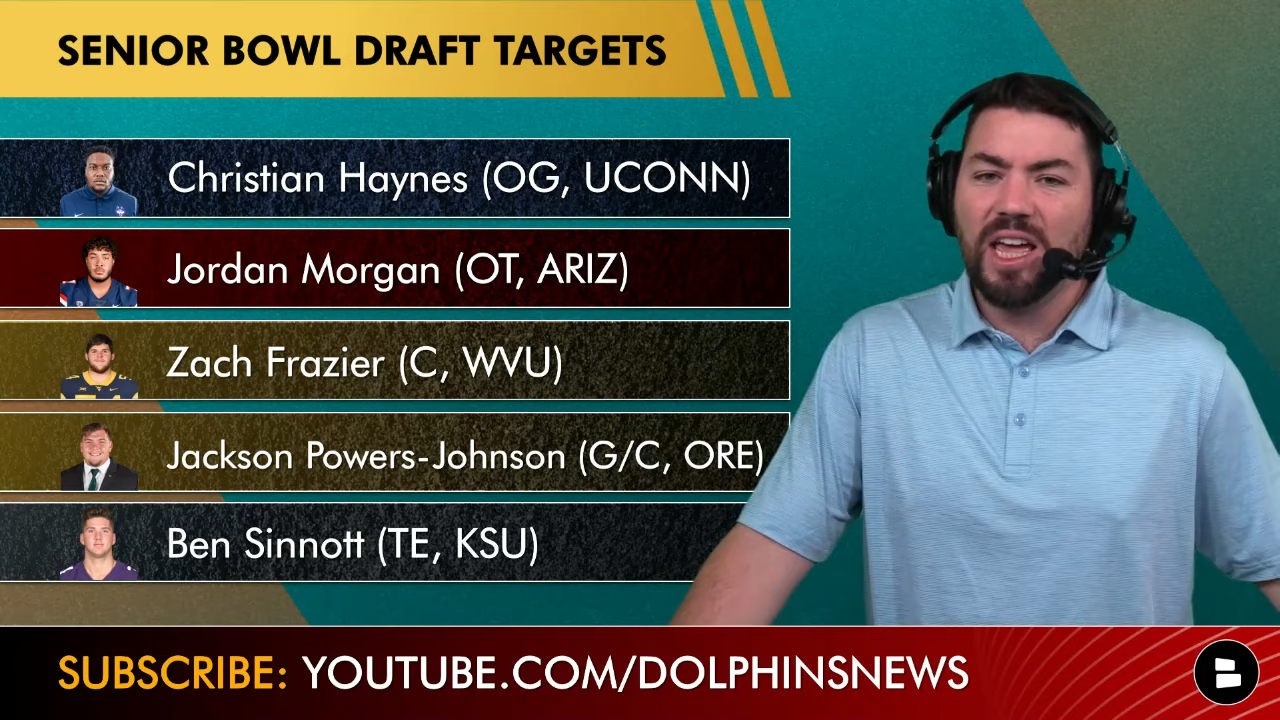 SENIOR BOWL DRAFT TARGETS
Christian Haynes (OG, UCONN)
Jordan Morgan (OT, ARIZ)
Zach Frazier (C, WVU)
Jackson Powers-Johnson (G/C, ORE)
Ben Sinnott (TE, KSU)
SUBSCRIBE: YOUTUBE.COM/DOLPHINSNEWS